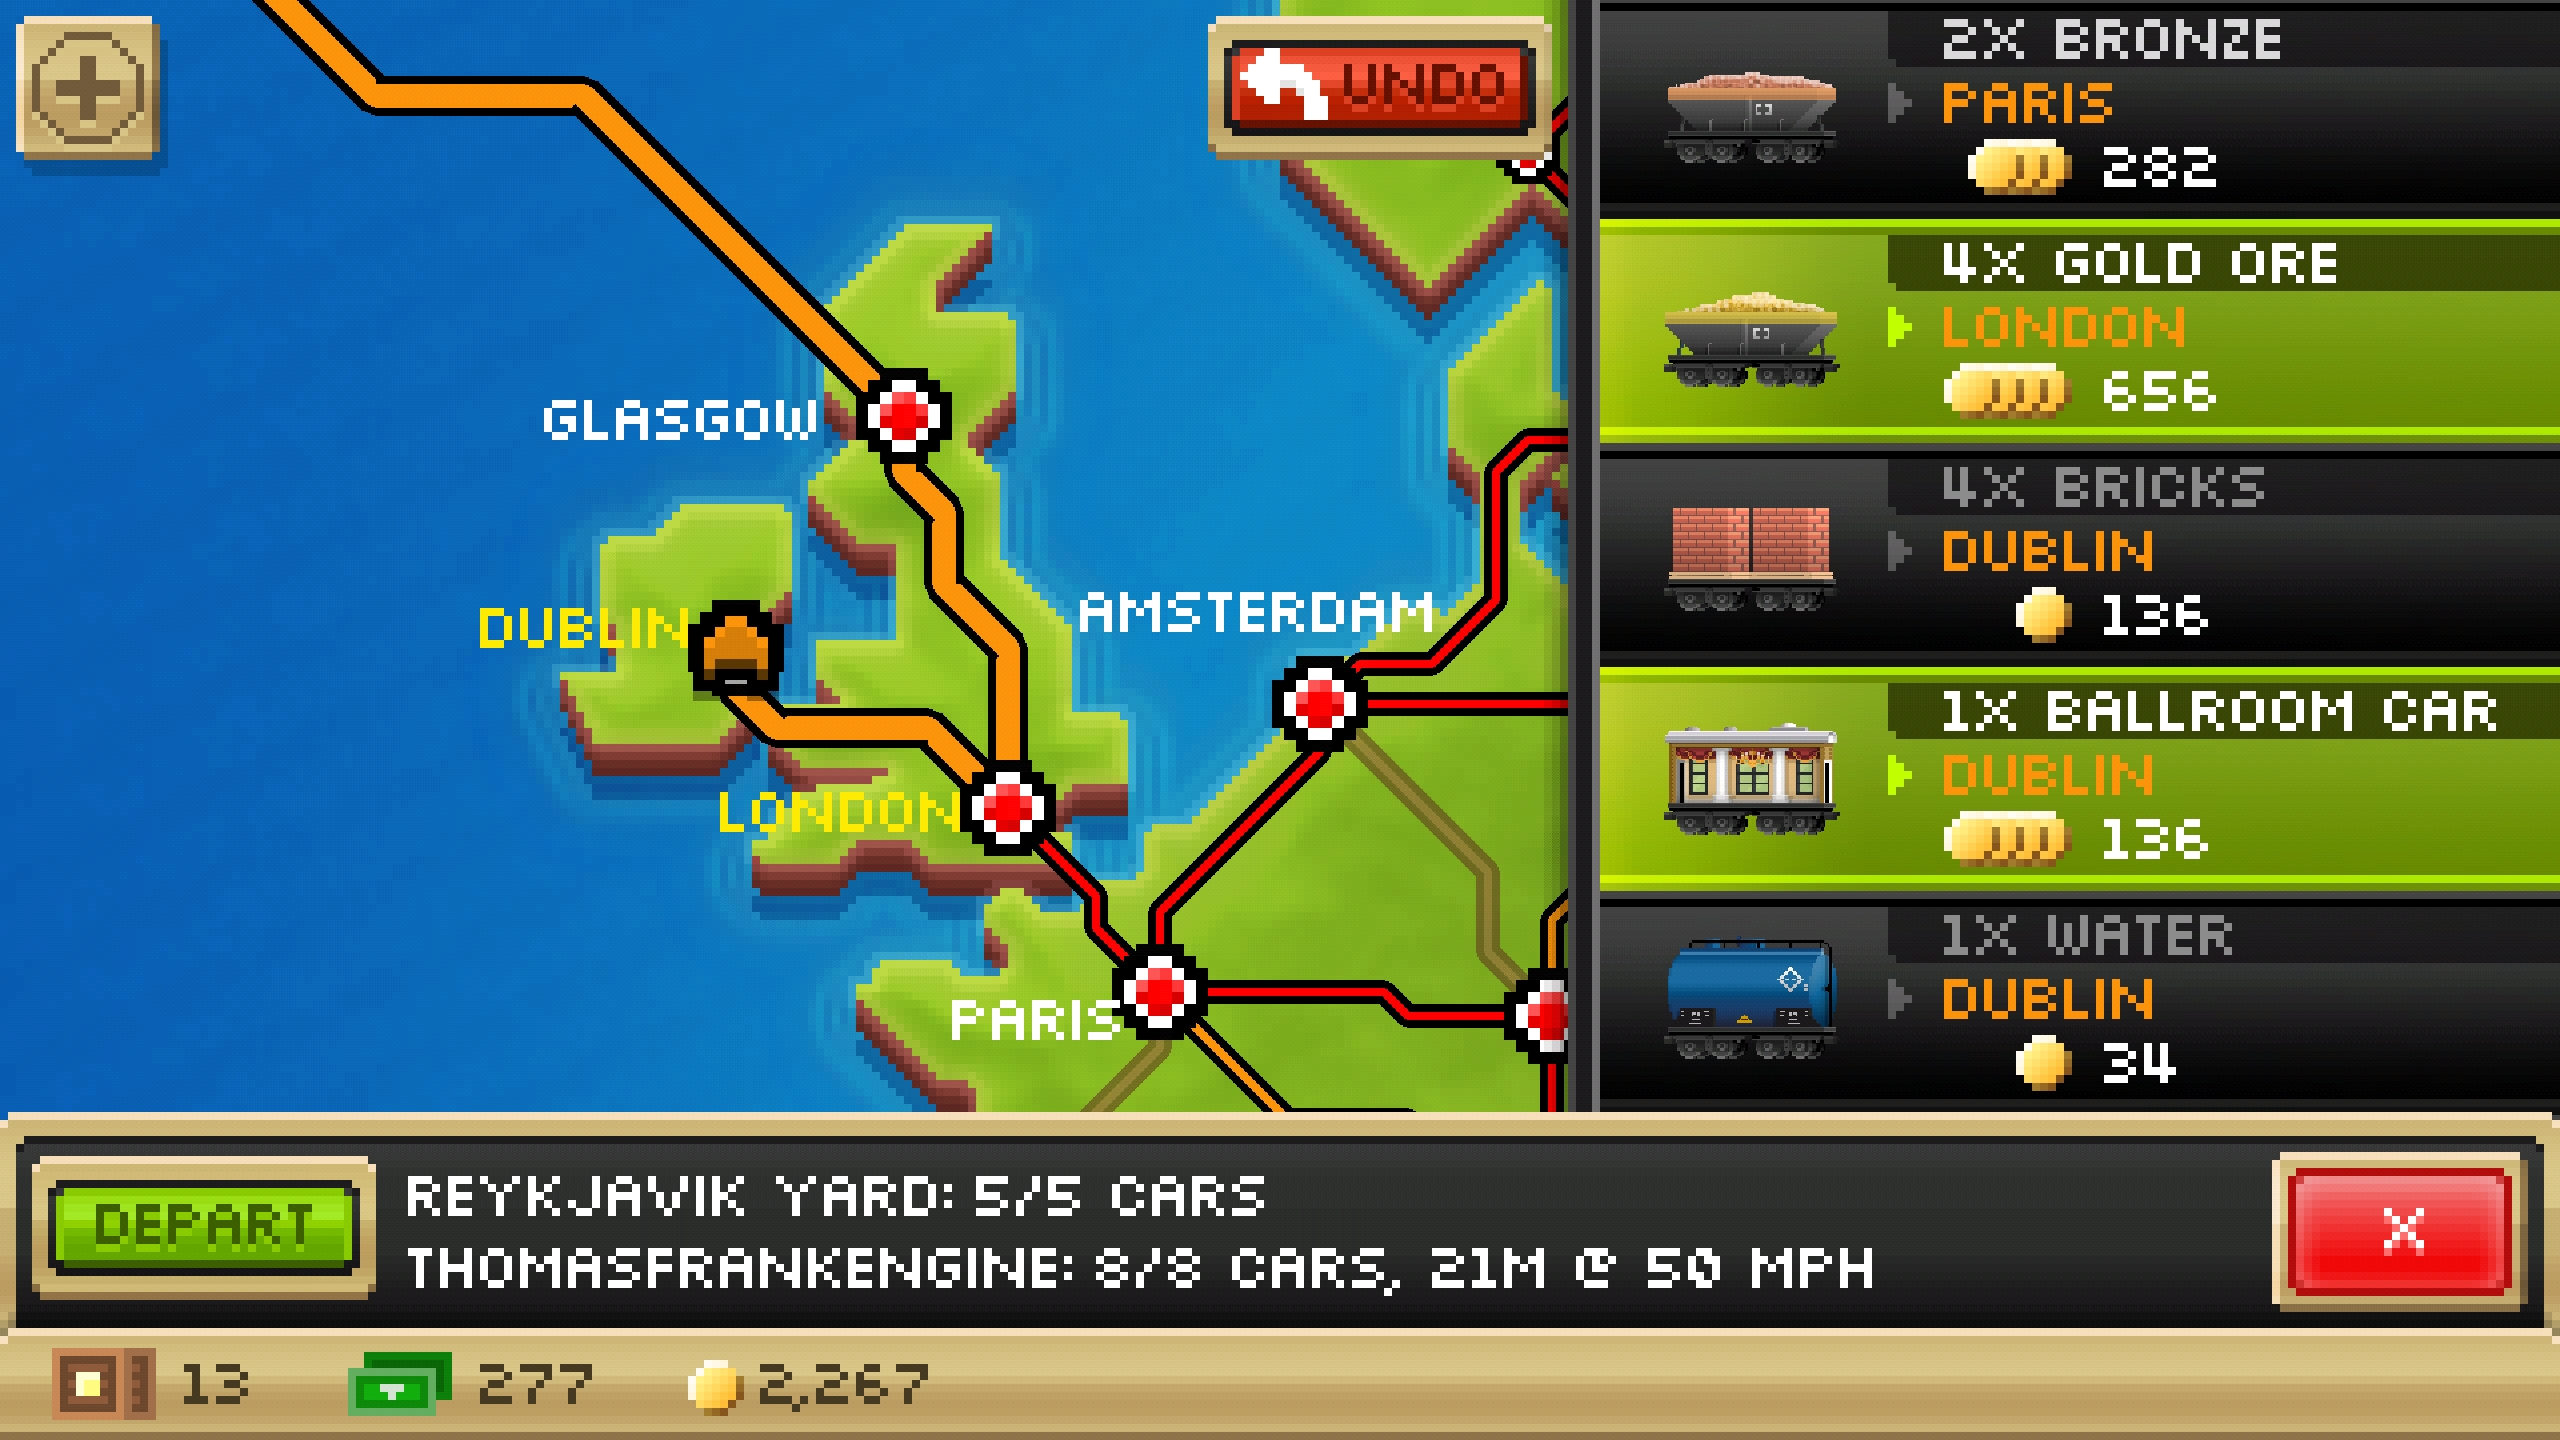 UNDO
GLASGOW
DUBLIN
AMSTERDAM
LONDON
PARIS
2X BRONZE
PARIS
282
4X GOLD ORE
LONDON
656
4X BRICKS
DUBLIN
136
1X BALLROOM CAR
DUBLIN
136
1X WATER
DUBLIN
34
DEPART
REYKJAVIK YARD: 5/5 CARS
THOMASFRANKENGINE: 8/8 CARS, 21M @ 50 MPH
X
13
277
2,267